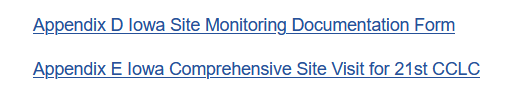 Appendix D Iowa Site Monitoring Documentation Form
Appendix E Iowa Comprehensive Site Visit for 21st CCLC